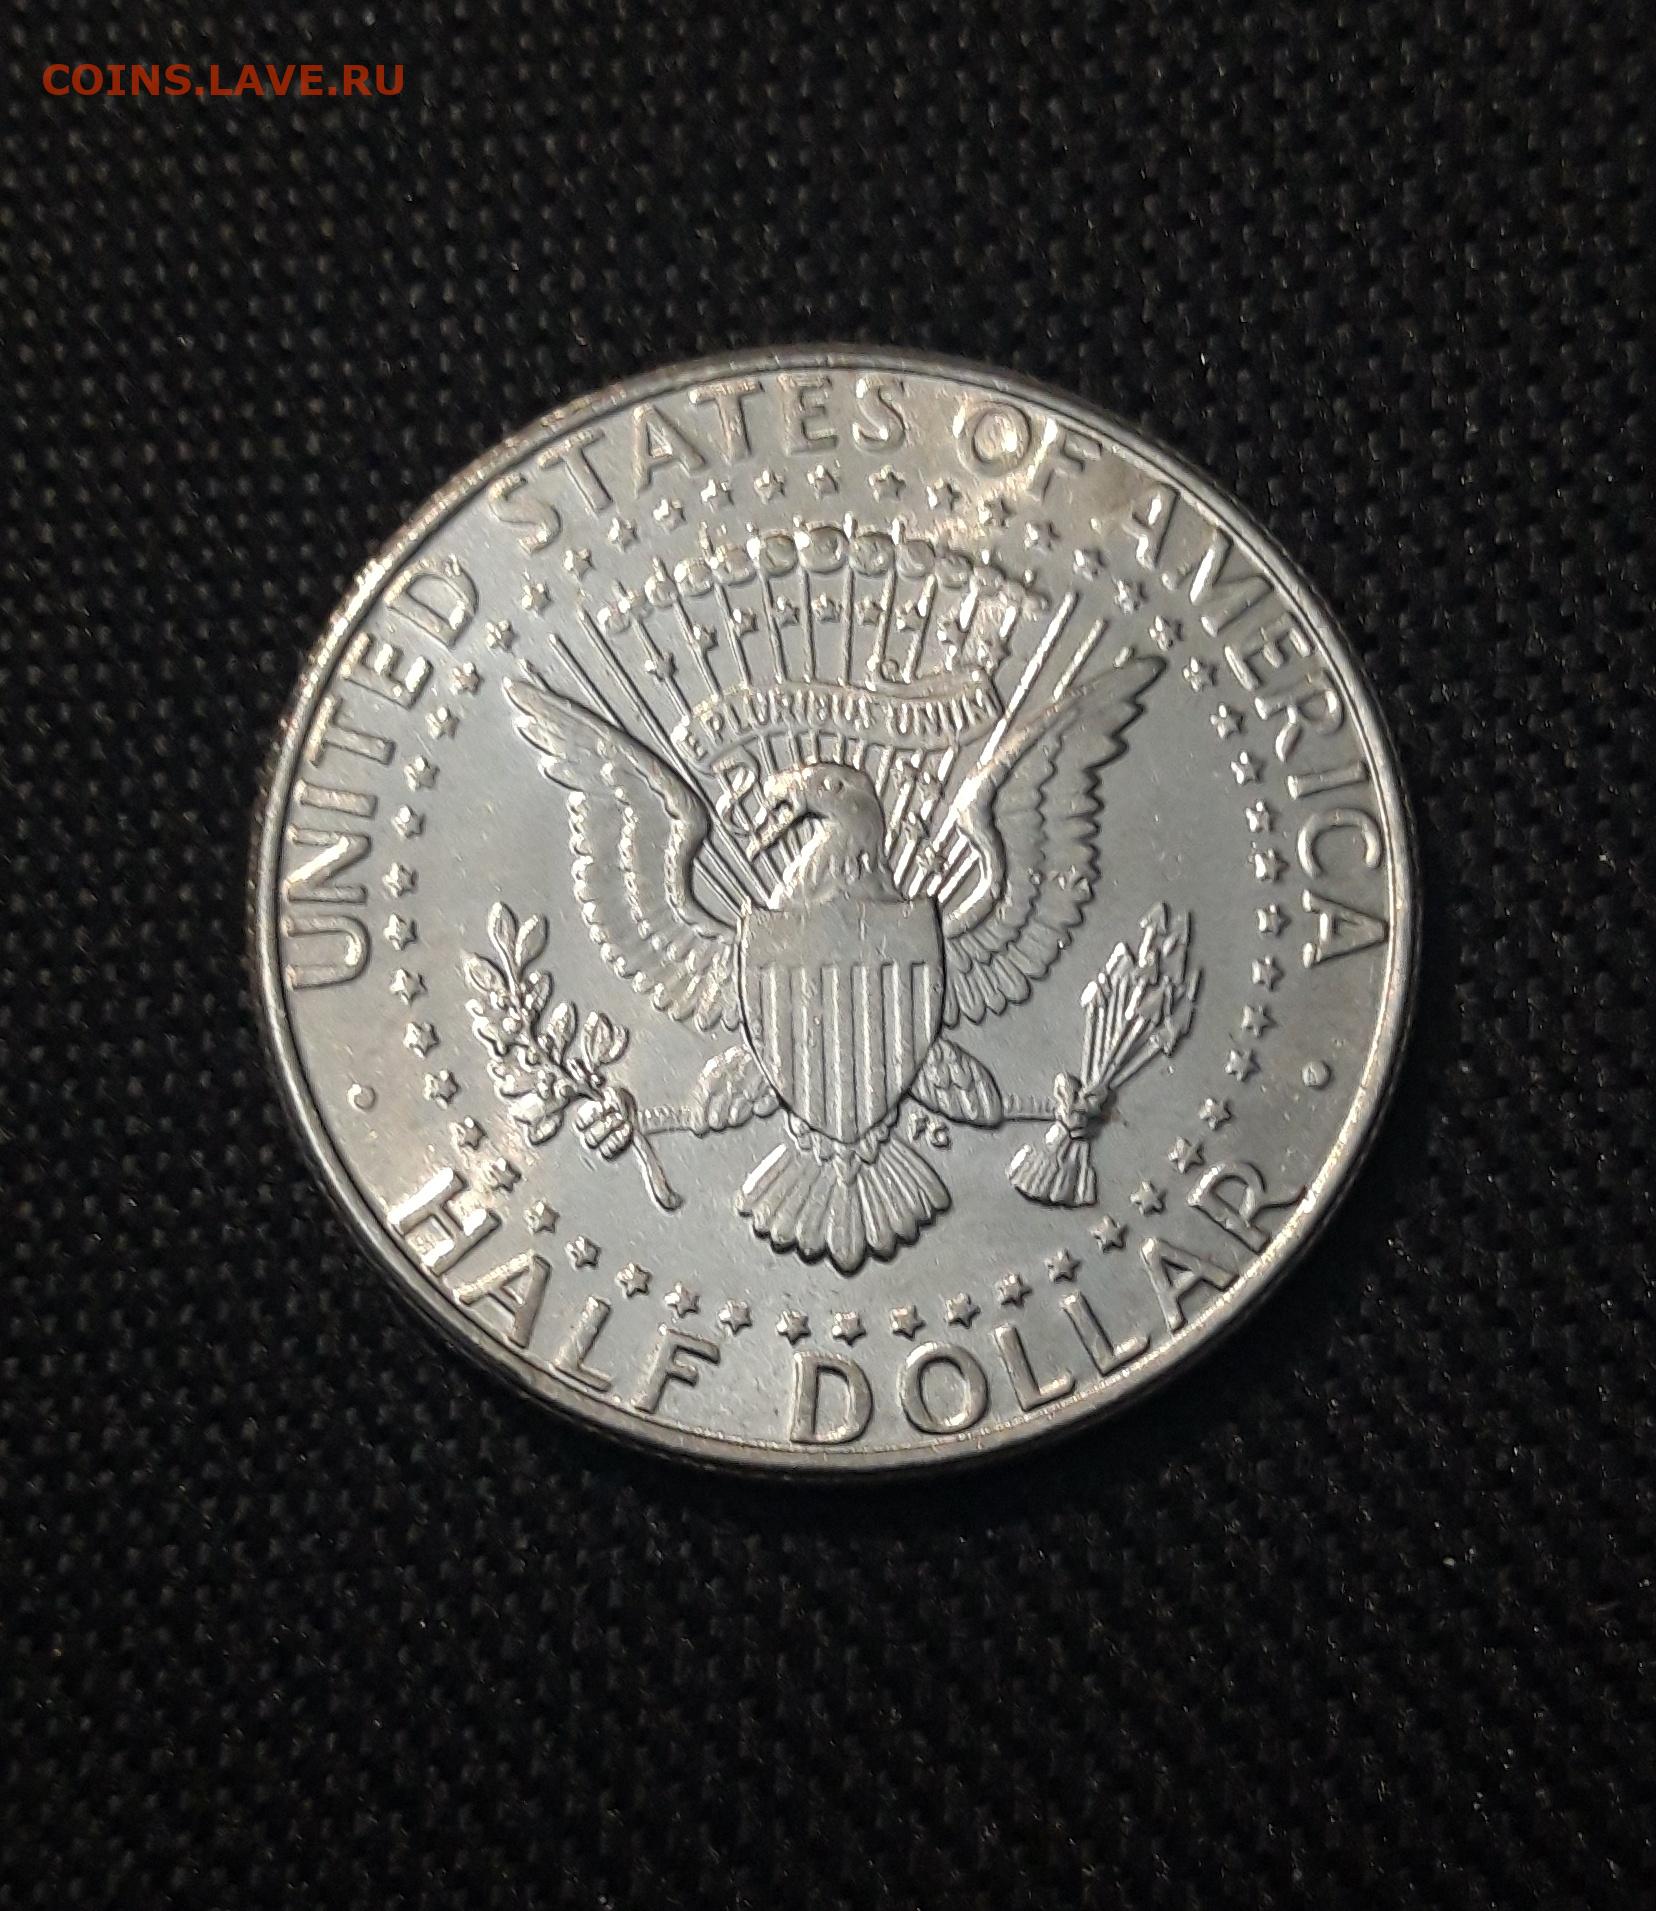 COINS.LAVE.RU
UNITED STATES OF AMERICA
E PLURIBUS UNUM
FG
HALF DOLLAR